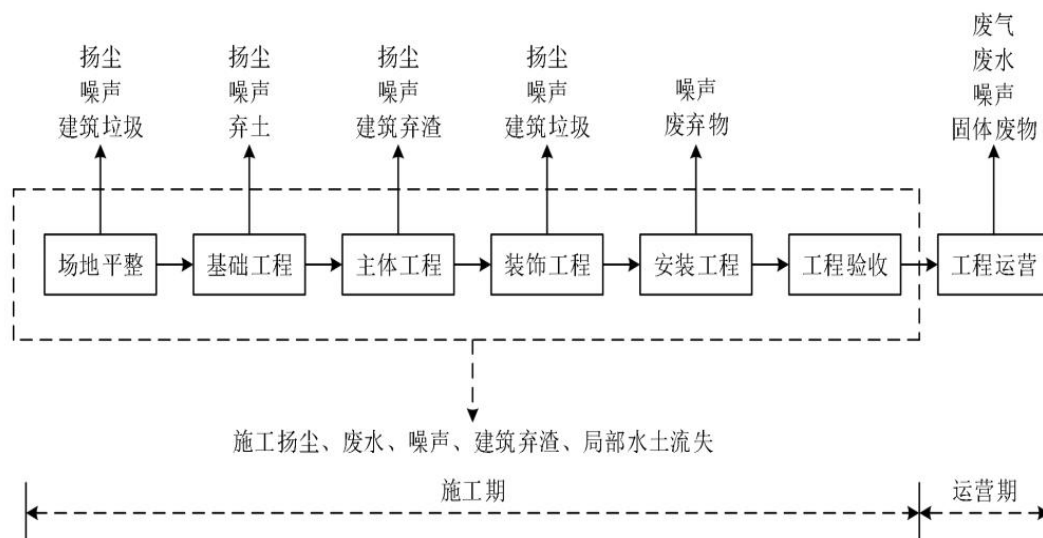 扬尘
噪声
建筑垃圾
扬尘
噪声
弃土
扬尘
噪声
建筑弃渣
扬尘
噪声
建筑垃圾
噪声
废弃物
废气
废水
噪声
固体废物
场地平整
基础工程
主体工程
装饰工程
安装工程
工程验收
工程运营
施工扬尘、废水、噪声、建筑弃渣、局部水土流失
施工期
运营期